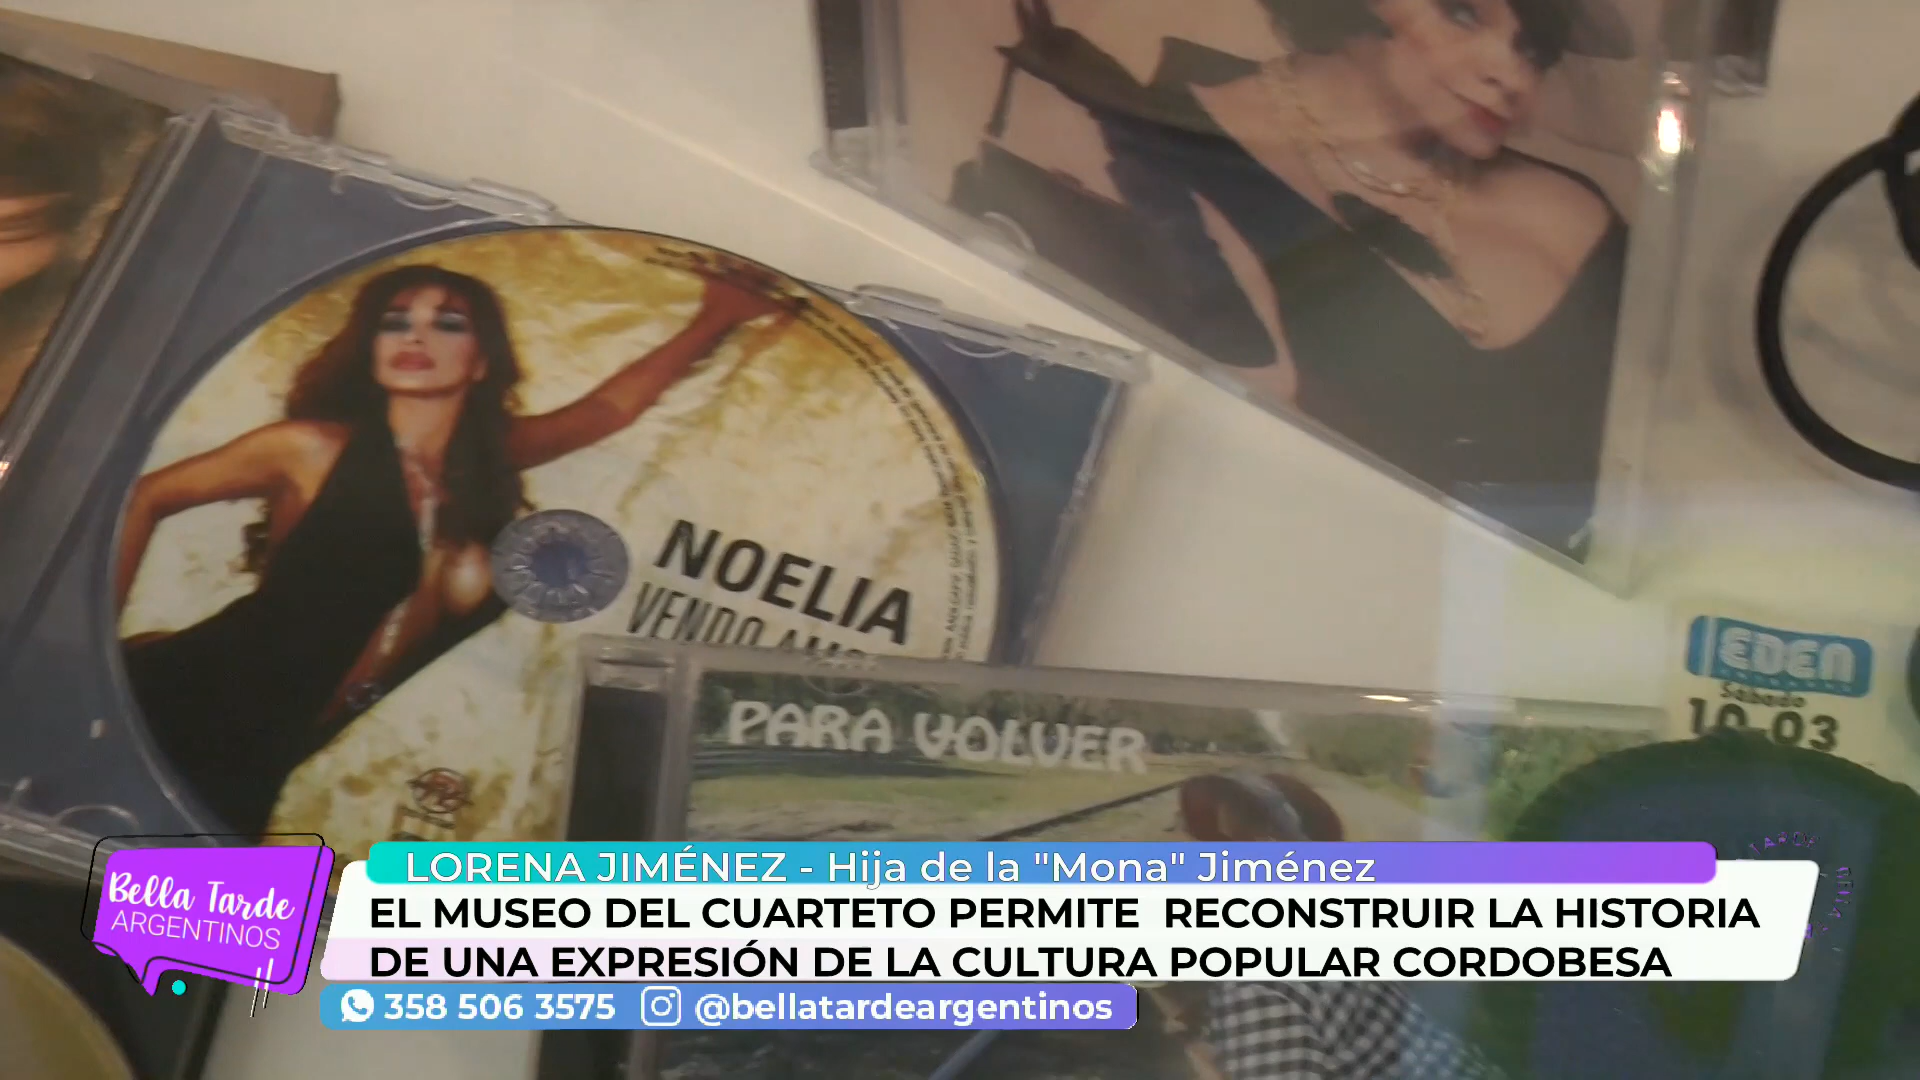 NOELIA
VENDO
PARA VOLVER
EDEN
Sábado
10-03
LORENA JIMÉNEZ - Hija de la "Mona" Jiménez
Bella Tarde
ARGENTINOS
EL MUSEO DEL CUARTETO PERMITE RECONSTRUIR LA HISTORIA
DE UNA EXPRESIÓN DE LA CULTURA POPULAR CORDOBESA
358 506 3575 @bellatardeargentinos